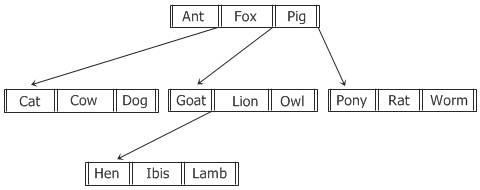 Ant Fox Pig
Cat Cow Dog Goat Lion Owl Pony Rat Worm
Hen Ibis Lamb